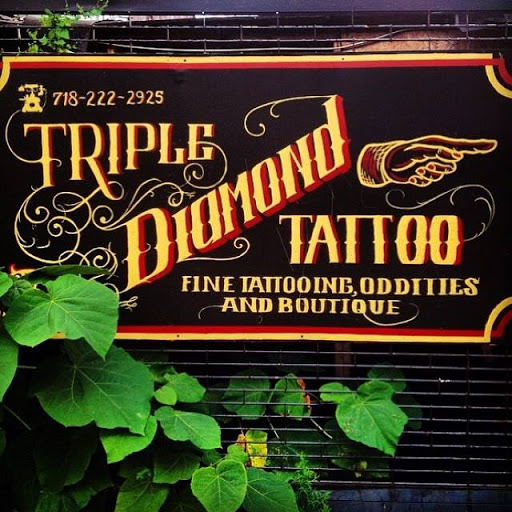 718-222-2925
TRIPLE
DIAMOND
TATTOO
FINE TATTOOING, ODDITIES
AND BOUTIQUE